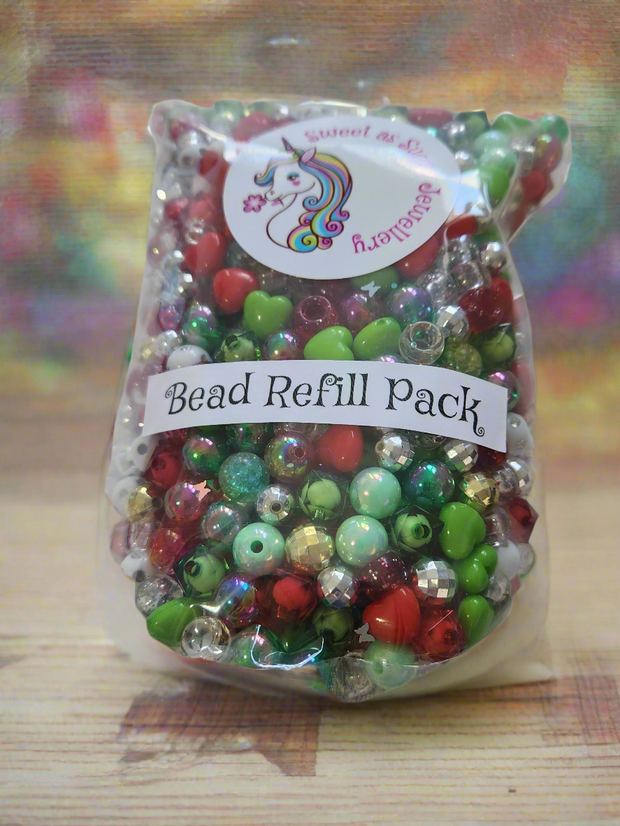 Sweet as
Jewellery
Bead Refill Pack